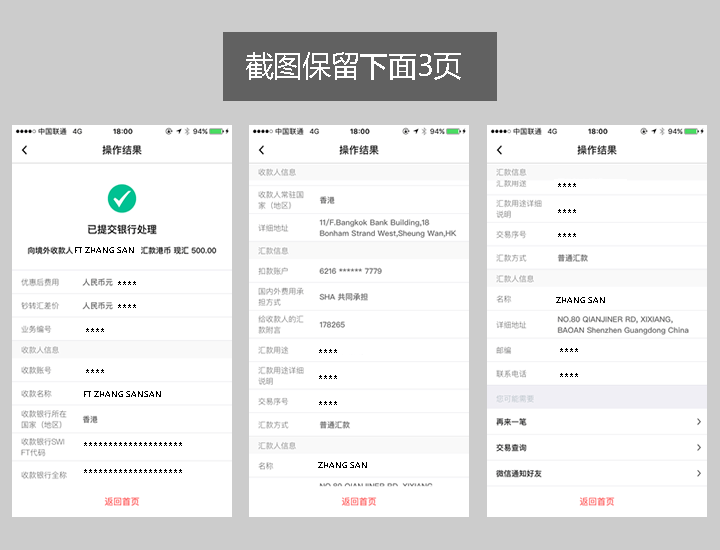 截图保留下面3页
中国联通 4G 18:00 94%
操作结果
已提交银行处理
向境外收款人 FT ZHANG SAN 汇款港币 现汇 500.00
优惠后费用 人民币元 ****
钞转汇差价 人民币元 ****
业务编号 ****
收款人信息
收款账号 ****
收款名称 FT ZHANG SANSAN
收款银行所在
国家（地区） 香港
收款银行SWI
FT代码 ********************
收款银行全称 ********************
返回首页
中国联通 4G 18:00 94%
操作结果
收款人信息
收款人常驻国
家（地区） 香港
详细地址 11/F.Bangkok Bank Building,18
Bonham Strand West,Sheung Wan,HK
汇款信息
扣款账户 6216 ****** 7779
国内外费用承
担方式 SHA 共同承担
给收款人的汇
款附言 178265
汇款用途 ****
汇款用途详细
说明 ****
交易序号 ****
汇款方式 普通汇款
汇款人信息
名称 ZHANG SAN
NO.80 QIANJINER RD, XIXIANG,
返回首页
中国联通 4G 18:00 94%
操作结果
汇款信息
汇款用途 ****
汇款用途详细
说明 ****
交易序号 ****
汇款方式 普通汇款
汇款人信息
名称 ZHANG SAN
详细地址 NO.80 QIANJINER RD, XIXIANG,
BAOAN Shenzhen Guangdong China
邮编 ****
联系电话 ****
您可能需要
再来一笔
交易查询
微信通知好友
返回首页